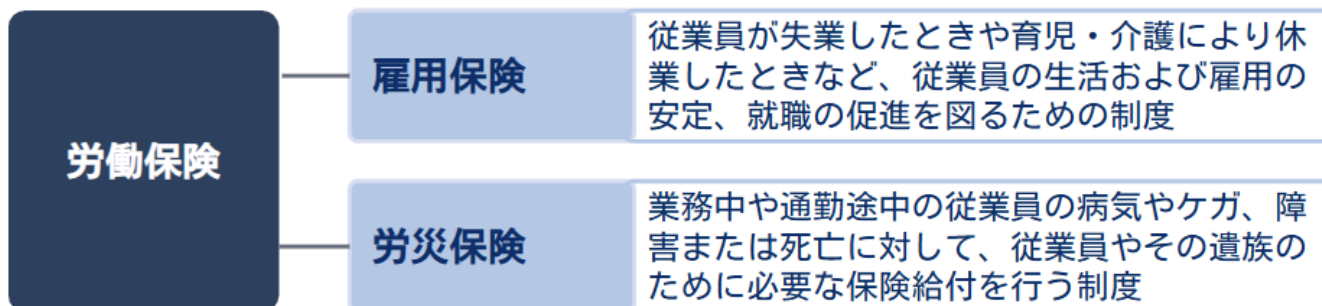 労働保険
雇用保険
従業員が失業したときや育児・介護により休
業したときなど、従業員の生活および雇用の
安定、就職の促進を図るための制度
労災保険
業務中や通勤途中の従業員の病気やケガ、障
害または死亡に対して、従業員やその遺族の
ために必要な保険給付を行う制度